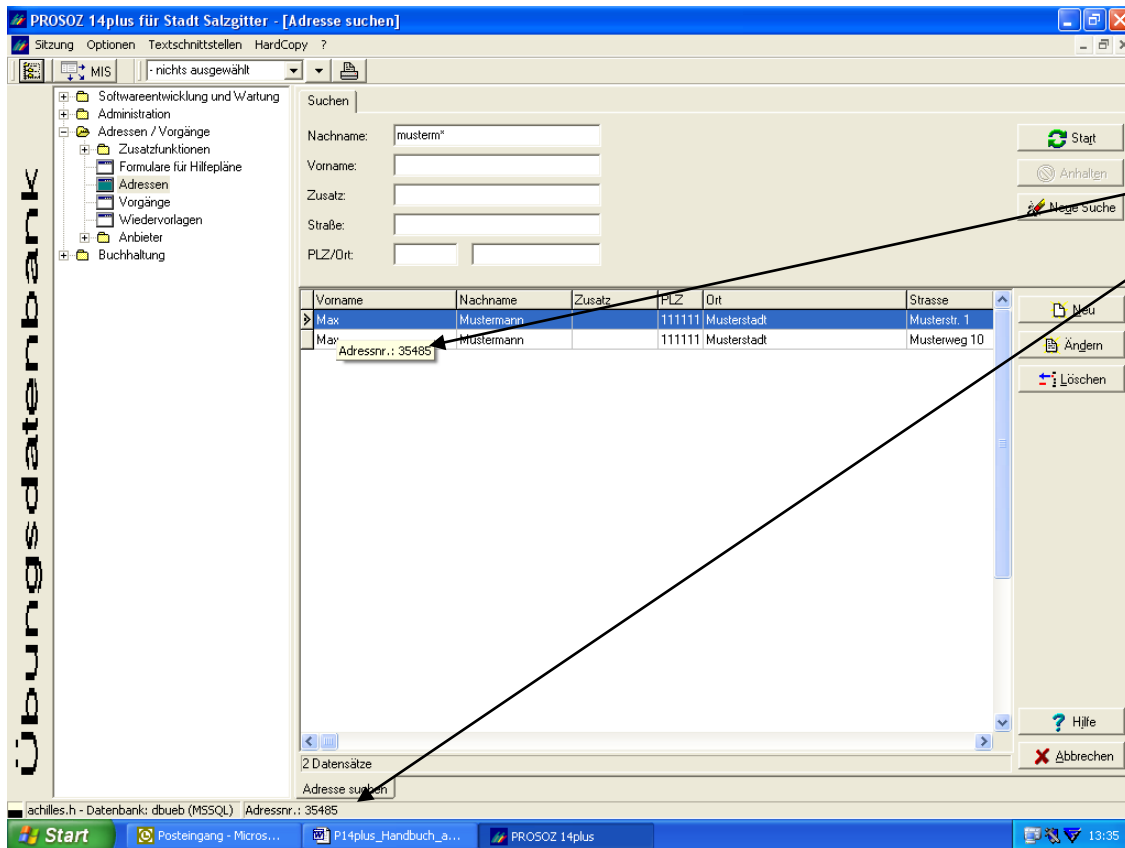 PROSOZ 14plus für Stadt Salzgitter - [Adresse suchen]
Sitzung Optionen Textschnittstellen HardCopy ?
MIS - nichts ausgewählt
Softwareentwicklung und Wartung
Administration
Adressen / Vorgänge
Zusatzfunktionen
Formulare für Hilfepläne
Adressen
Vorgänge
Wiedervorlagen
Anbieter
Buchhaltung
Übungsdatenbank
Suchen
Nachname: musterm*
Vorname:
Zusatz:
Straße:
PLZ/Ort:
Start
Anhalten
Neue Suche
Vorname Nachname Zusatz PLZ Ort Strasse
Max Mustermann 111111 Musterstadt Musterstr. 1
Max Mustermann 111111 Musterstadt Musterweg 10
Adressnr.: 35485
Neu
Ändern
Löschen
Hilfe
Abbrechen
2 Datensätze
Adresse suchen
achilles.h - Datenbank: dbueb (MSSQL) Adressnr.: 35485
Start Posteingang - Micros... P14plus_Handbuch_a... PROSOZ 14plus 13:35